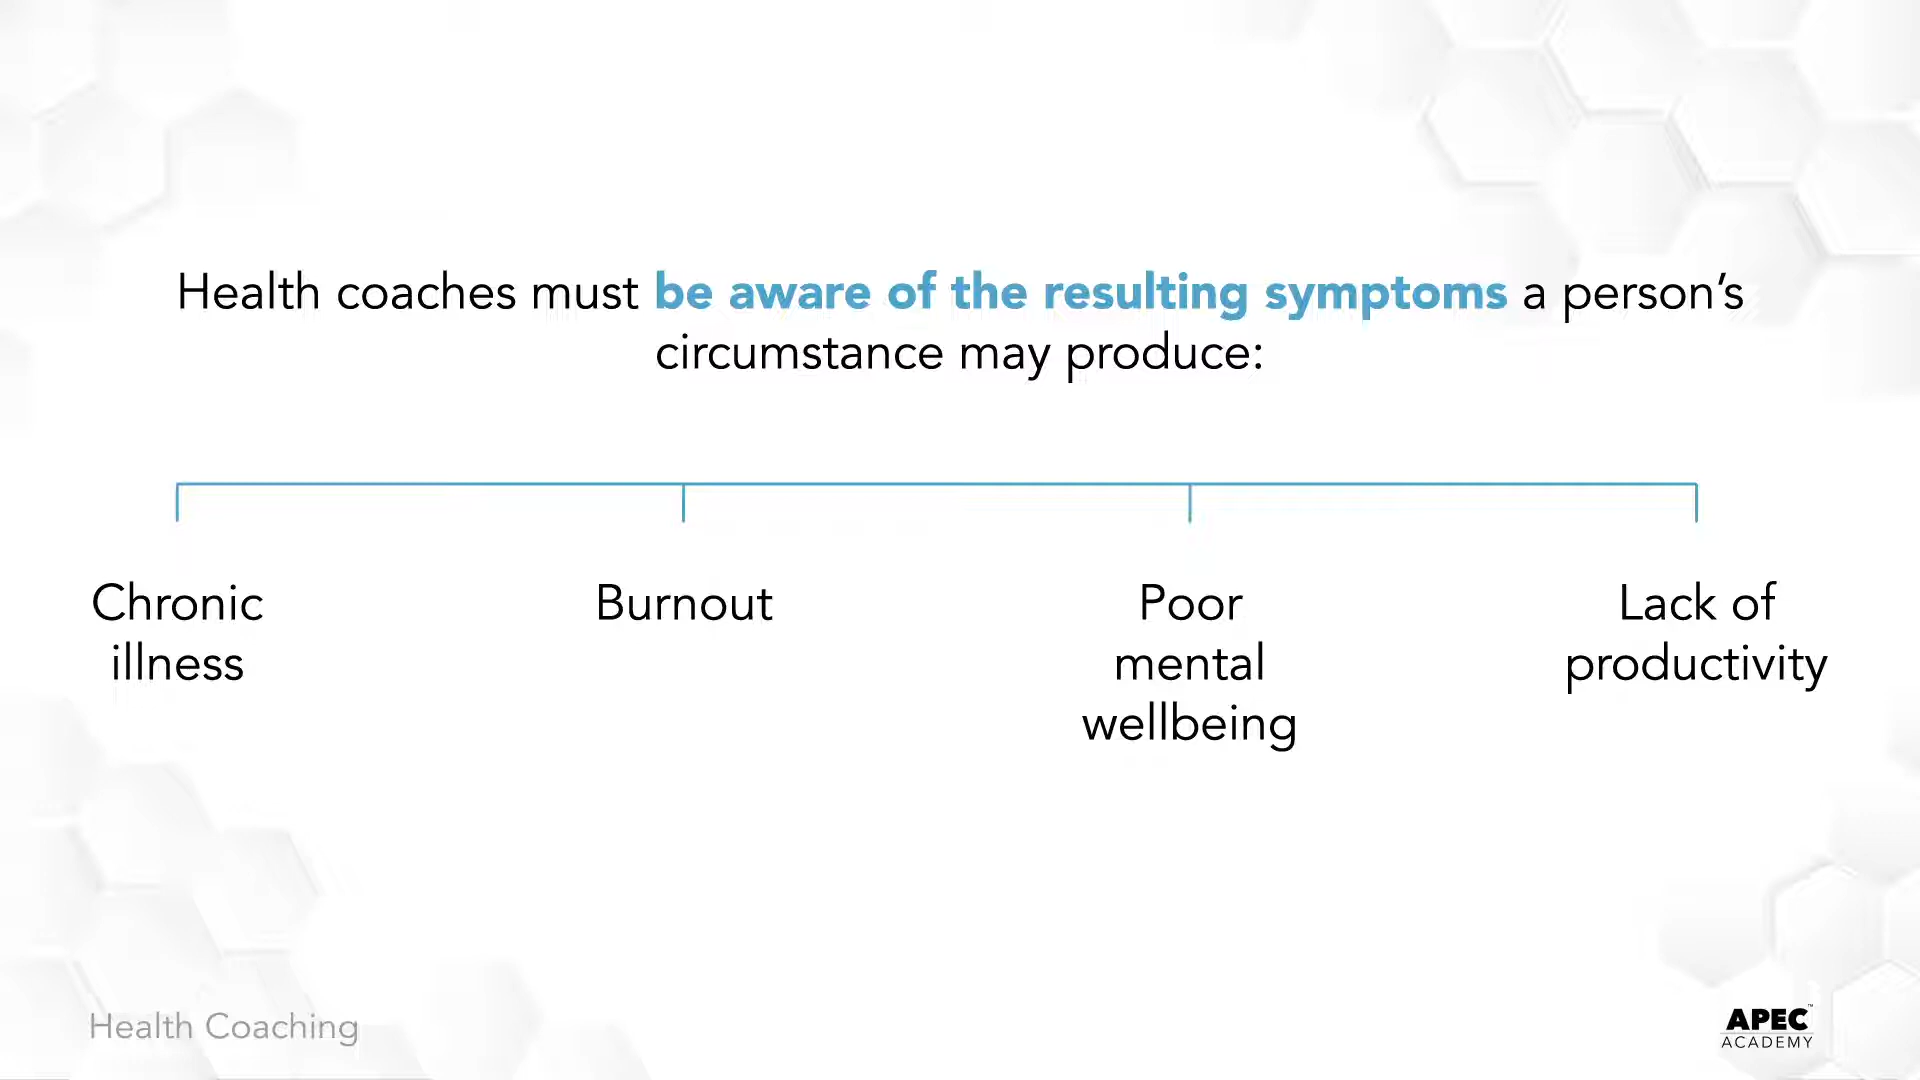 Health coaches must be aware of the resulting symptoms a person’s
circumstance may produce:
Chronic
illness
Burnout
Poor
mental
wellbeing
Lack of
productivity
Health Coaching
APEC™
ACADEMY